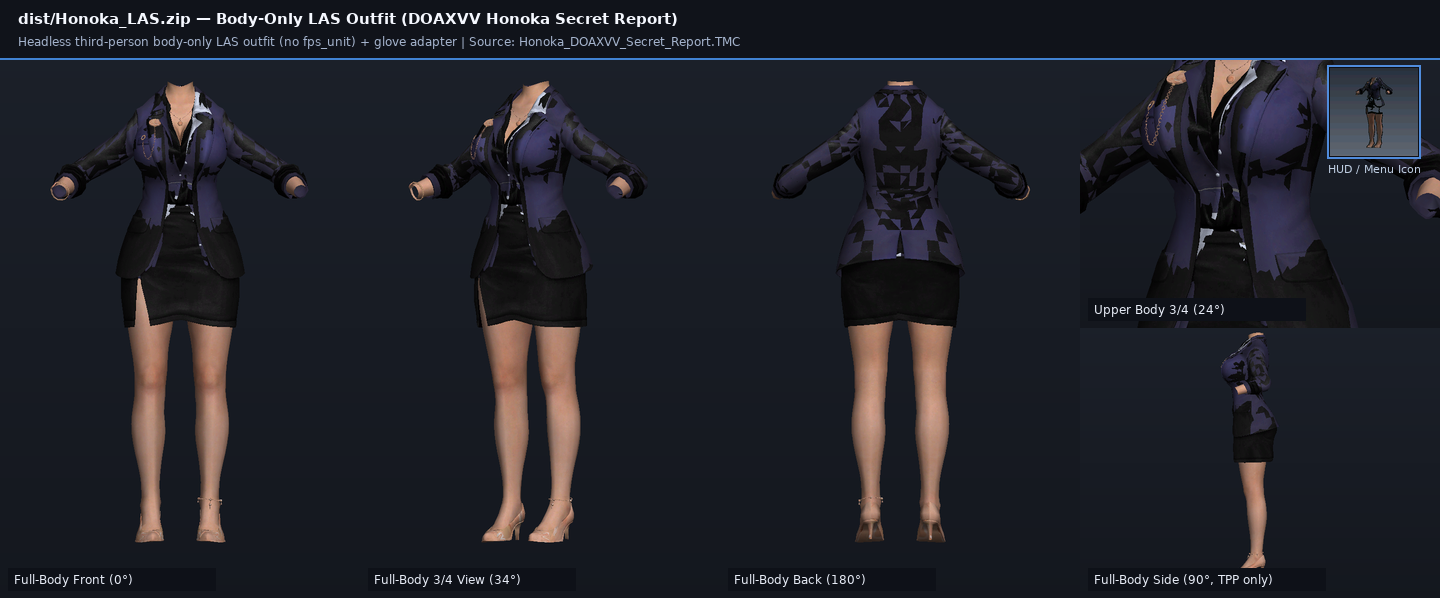 dist/Honoka_LAS.zip — Body-Only LAS Outfit (DOAXVV Honoka Secret Report)
Headless third-person body-only LAS outfit (no fps_unit) + glove adapter | Source: Honoka_DOAXVV_Secret_Report.TMC
HUD / Menu Icon
Upper Body 3/4 (24°)
Full-Body Front (0°)
Full-Body 3/4 View (34°)
Full-Body Back (180°)
Full-Body Side (90°, TPP only)